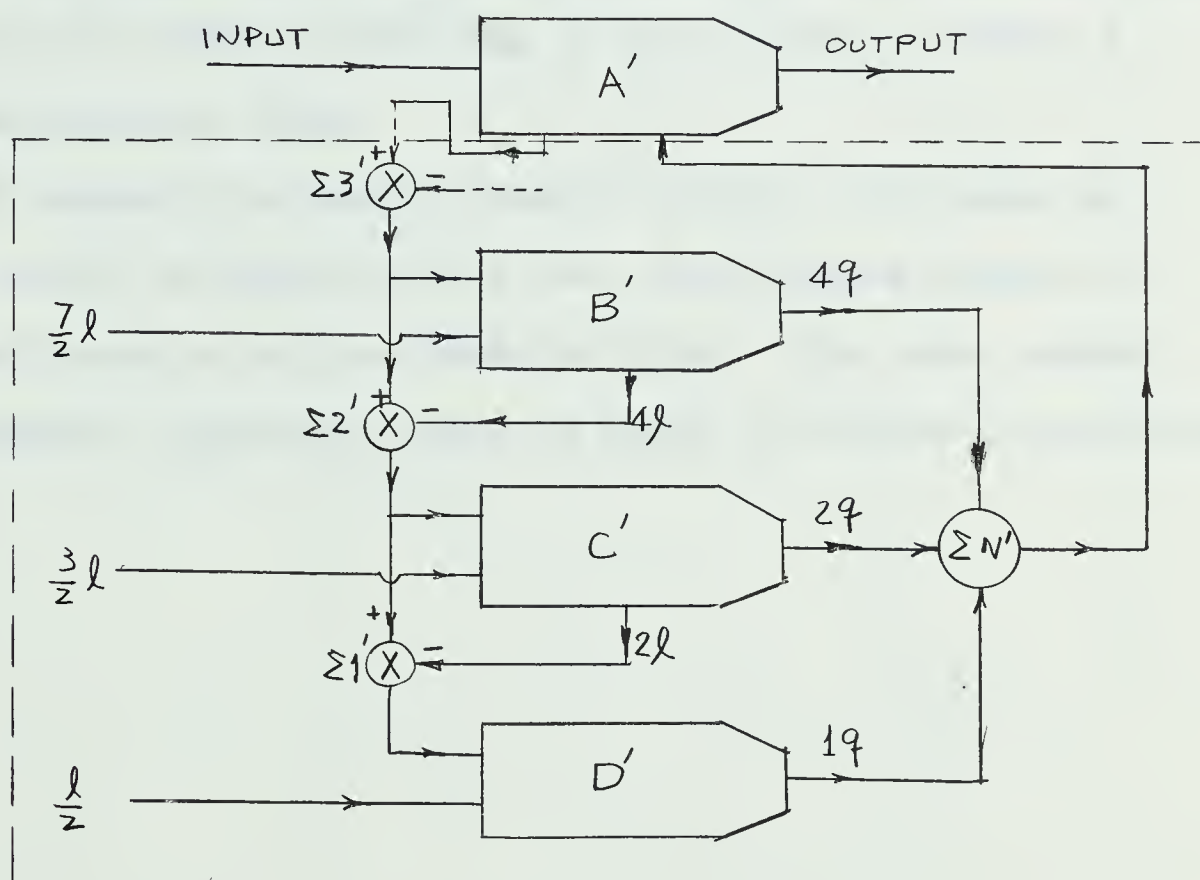 INPUT
OUTPUT
A′
Σ3′ + −
X
B′
4q
7/2 l
Σ2′ + −
X
4l
C′
2q
ΣN′
3/2 l
Σ1′ + −
X
2l
D′
1q
l/2